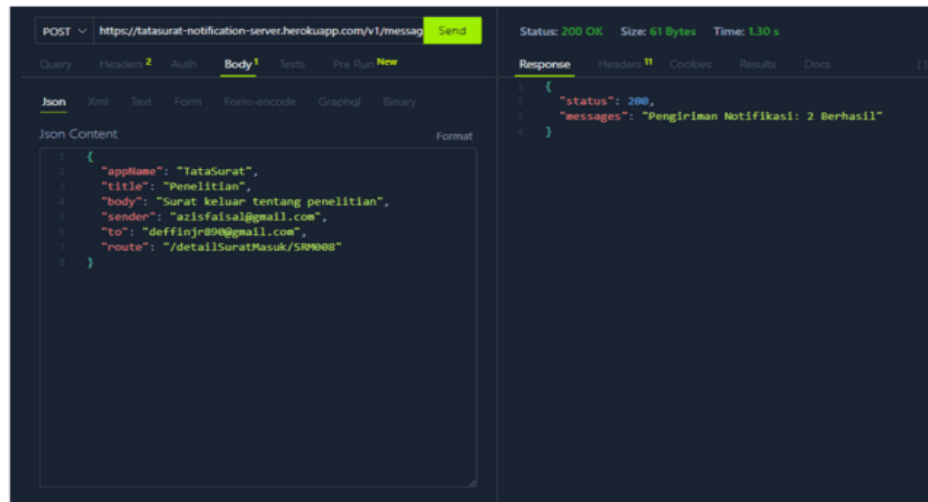 POST https://tatasurat-notification-server.herokuapp.com/v1/messag Send
Query Headers 2 Auth Body 1 Tests Pre Run New
Json Xml Text Form Form-encode Graphql Binary
Json Content Format
1 {
2 "appName": "TataSurat",
3 "title": "Penelitian",
4 "body": "Surat keluar tentang penelitian",
5 "sender": "azisfaisal@gmail.com",
6 "to": "deffinjr890@gmail.com",
7 "route": "/detailSuratMasuk/SRM008"
8 }
Status: 200 OK Size: 61 Bytes Time: 1.30 s
Response Headers 11 Cookies Results Docs {}
1 {
2 "status": 200,
3 "messages": "Pengiriman Notifikasi: 2 Berhasil"
4 }